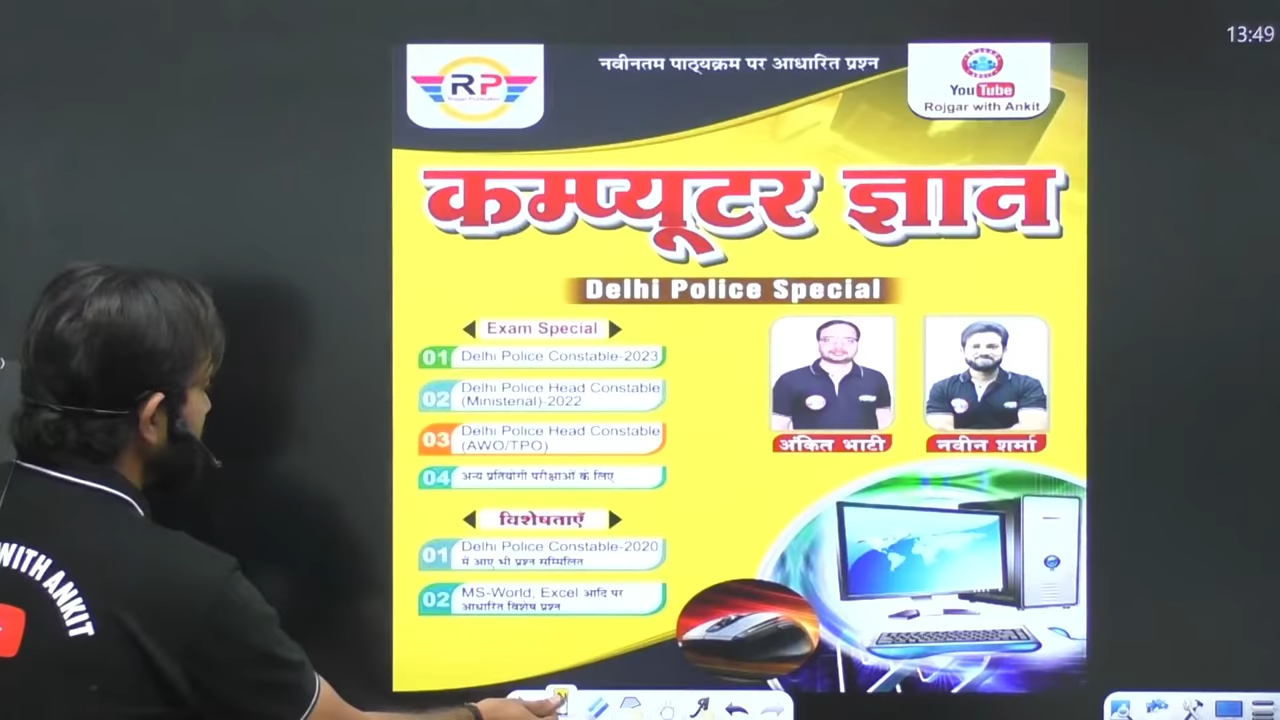 13:49
नवीनतम पाठ्यक्रम पर आधारित प्रश्न
RP
YouTube
Rojgar with Ankit
कम्प्यूटर ज्ञान
Delhi Police Special
Exam Special
01 Delhi Police Constable-2023
02 Delhi Police Head Constable
(Ministerial)-2022
03 Delhi Police Head Constable
(AWO/TPO)
04 अन्य प्रतियोगी परीक्षाओं के लिए
अंकित भाटी
नवीन शर्मा
विशेषताएँ
01 Delhi Police Constable-2020
में आए भी प्रश्न सम्मिलित
02 MS-World, Excel आदि पर
आधारित विशेष प्रश्न
WITH ANKIT